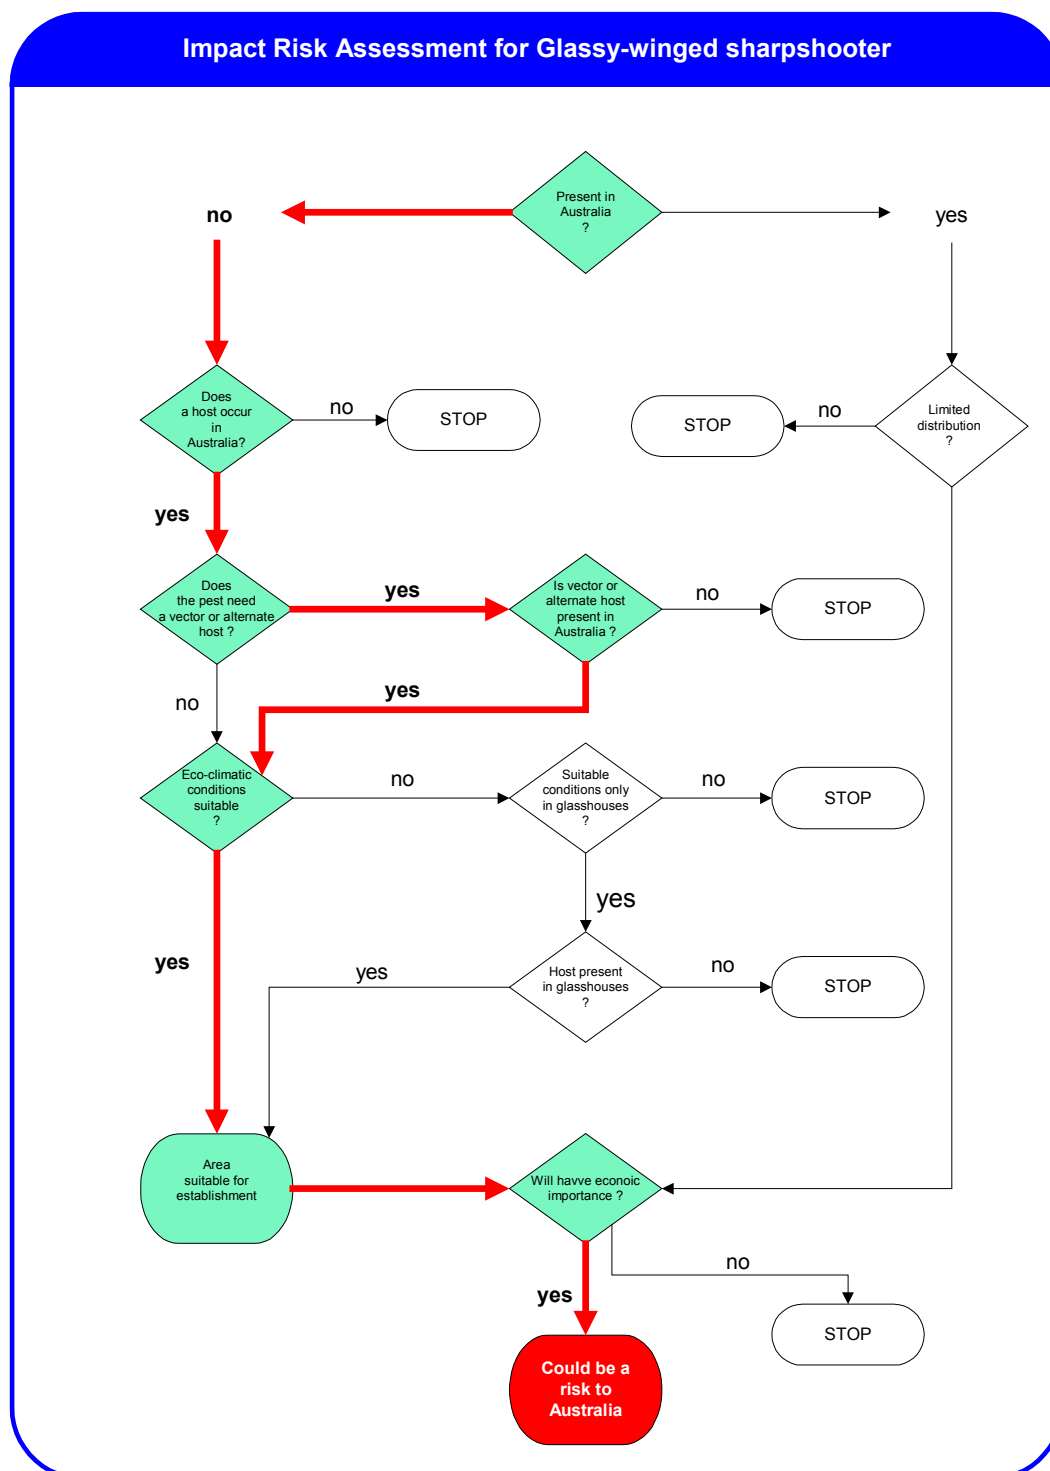 Impact Risk Assessment for Glassy-winged sharpshooter
Present in
Australia
?
no
yes
Does
a host occur
in
Australia?
no
STOP
STOP
no
Limited
distribution
?
yes
Does
the pest need
a vector or alternate
host ?
yes
Is vector or
alternate host
present in
Australia ?
no
STOP
no
yes
Eco-climatic
conditions
suitable
?
no
Suitable
conditions only
in glasshouses
?
no
STOP
yes
yes
yes
Host present
in glasshouses
?
no
STOP
Area
suitable for
establishment
Will havve econoic
importance ?
no
yes
STOP
Could be a
risk to
Australia